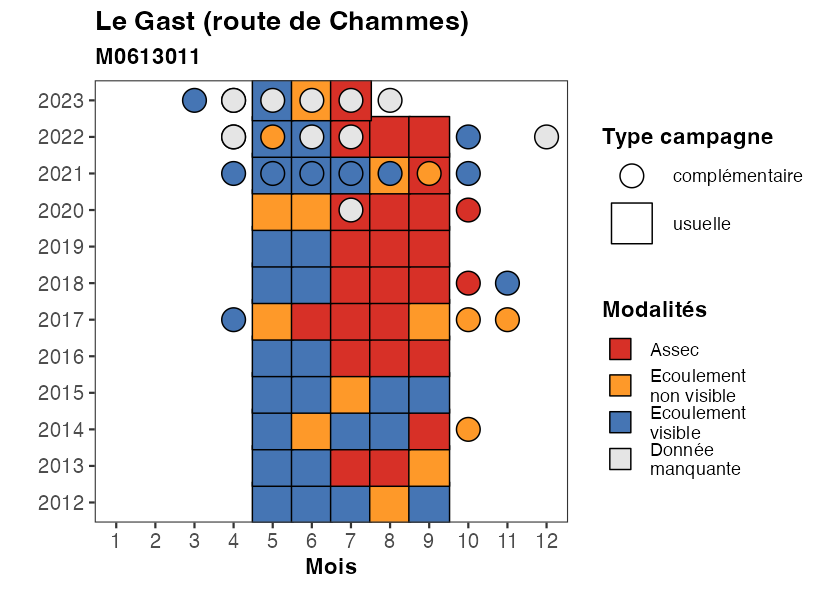 Le Gast (route de Chammes)
M0613011
2023
2022
2021
2020
2019
2018
2017
2016
2015
2014
2013
2012
1 2 3 4 5 6 7 8 9 10 11 12
Mois
Type campagne
complémentaire
usuelle
Modalités
Assec
Ecoulement
non visible
Ecoulement
visible
Donnée
manquante